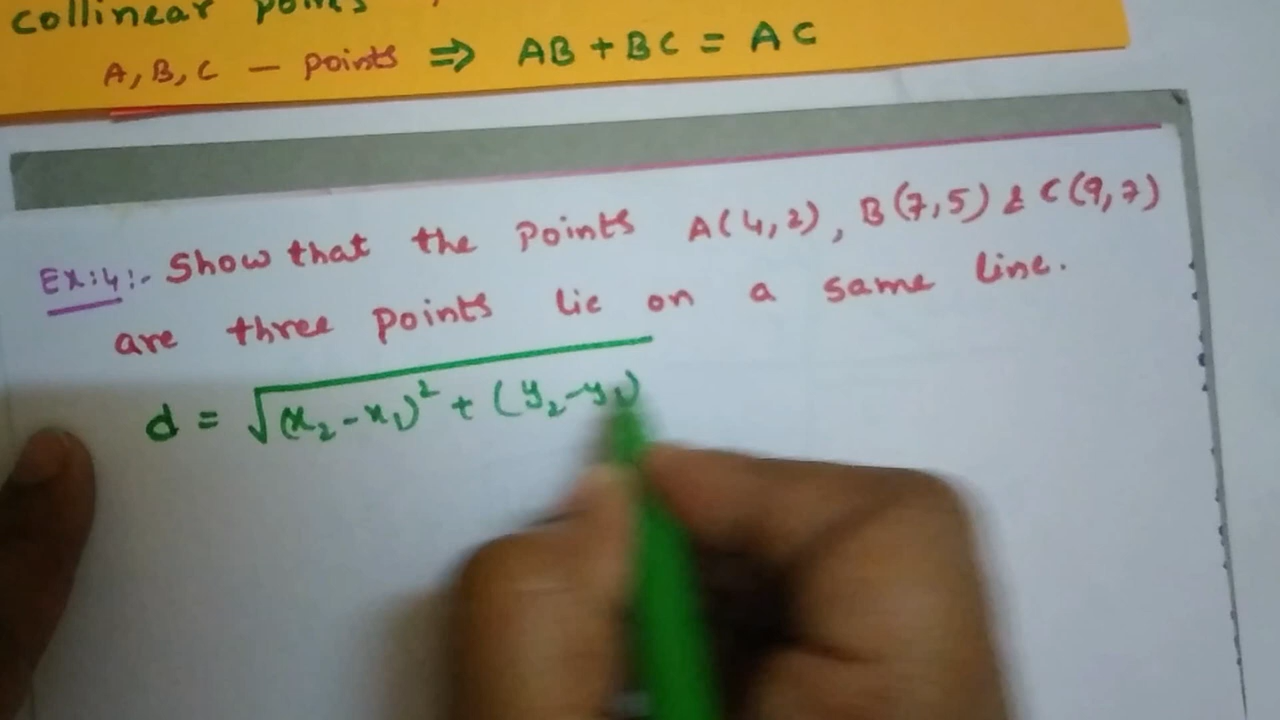 collinear points
A, B, C — points ⇒ AB + BC = AC
Ex:4:- Show that the points A(4,2), B(7,5) & C(9,7)
are three points lie on a same line.
d = √(x₂-x₁)² + (y₂-y₁)